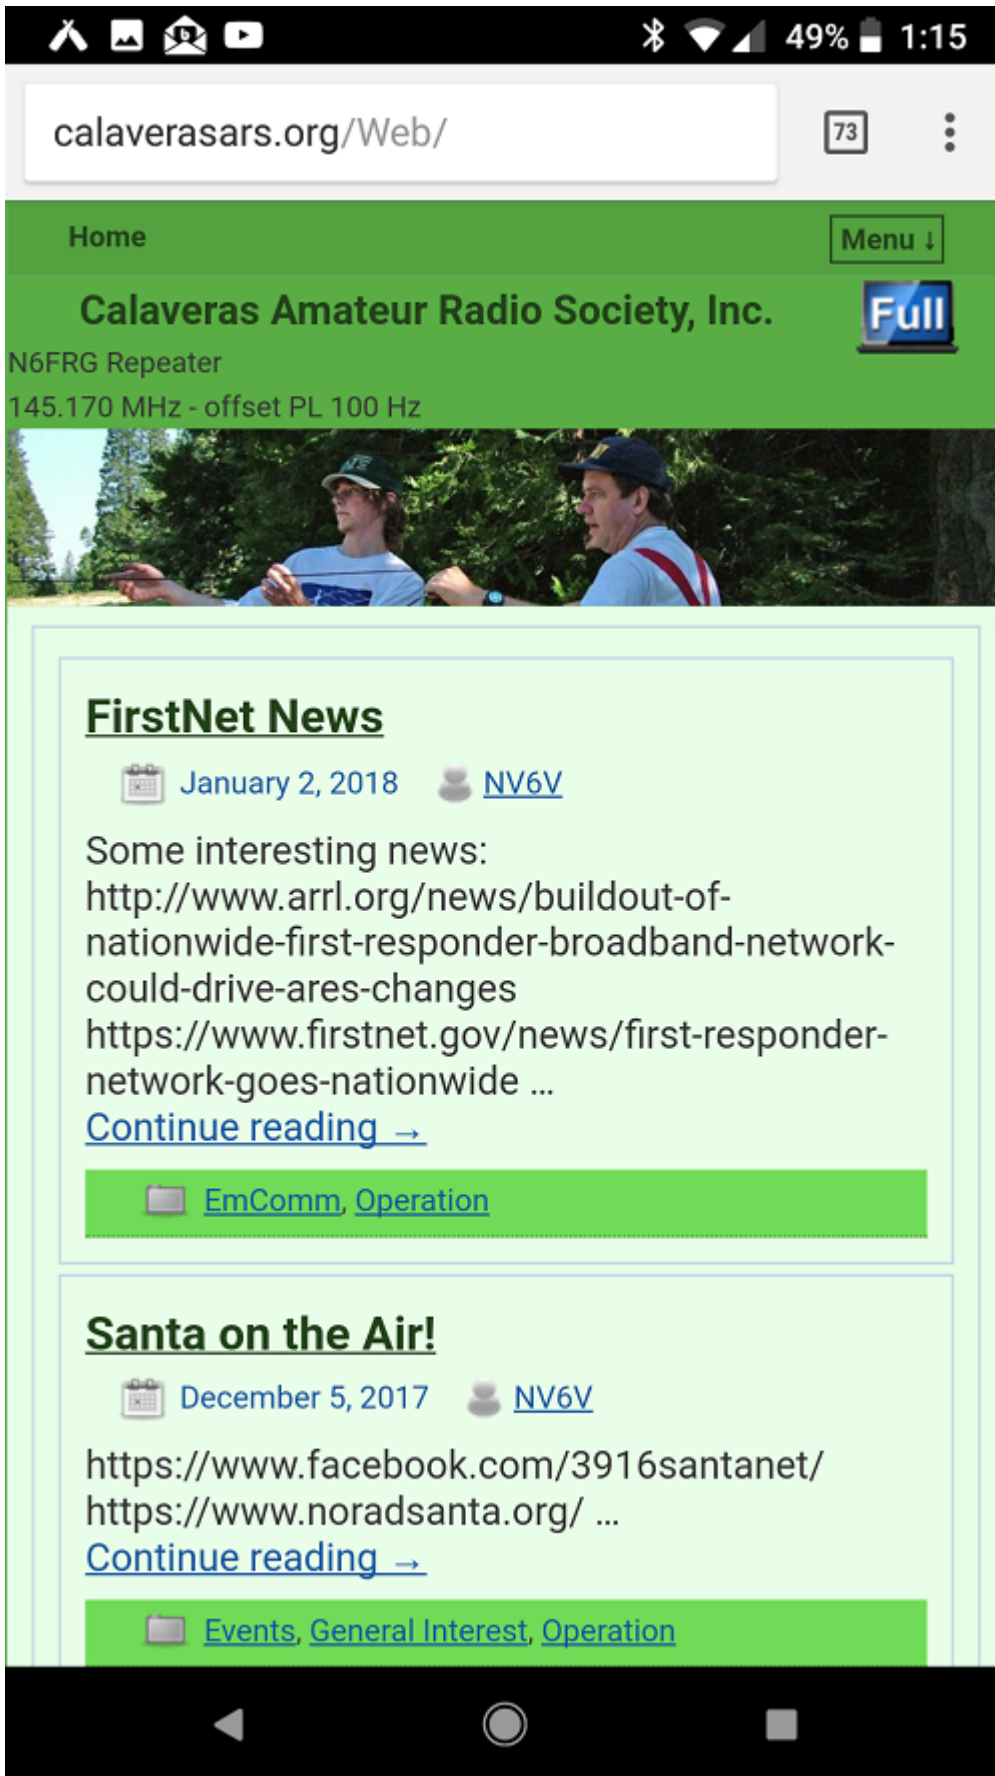 49% 1:15
calaverasars.org/Web/
73
Home
Menu ↓
Calaveras Amateur Radio Society, Inc.
Full
N6FRG Repeater
145.170 MHz - offset PL 100 Hz
FirstNet News
January 2, 2018 NV6V
Some interesting news:
http://www.arrl.org/news/buildout-of-
nationwide-first-responder-broadband-network-
could-drive-ares-changes
https://www.firstnet.gov/news/first-responder-
network-goes-nationwide …
Continue reading →
EmComm, Operation
Santa on the Air!
December 5, 2017 NV6V
https://www.facebook.com/3916santanet/
https://www.noradsanta.org/ …
Continue reading →
Events, General Interest, Operation